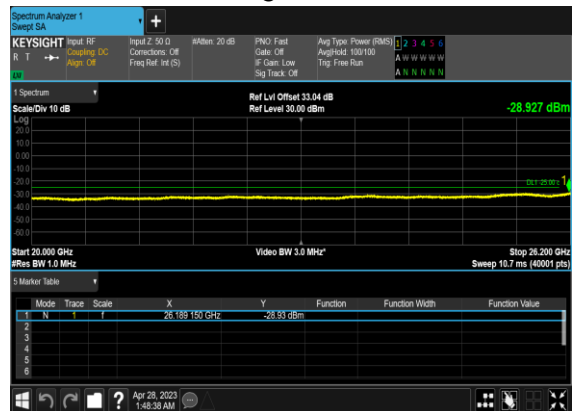 Spectrum Analyzer 1
Swept SA
+
KEYSIGHT Input: RF Input Z: 50 Ω #Atten: 20 dB PNO: Fast Avg Type: Power (RMS) 1 2 3 4 5 6
R T Coupling: DC Corrections: Off Gate: Off Avg|Hold: 100/100 A W W W W W
Align: Off Freq Ref: Int (S) IF Gain: Low Trig: Free Run
LW Sig Track: Off A N N N N N
1 Spectrum Ref Lvl Offset 33.04 dB
Scale/Div 10 dB Ref Level 30.00 dBm -28.927 dBm
Log
20.0
10.0
0.00
-10.0
-20.0
DL1 -25.00 1
-30.0
-40.0
-50.0
-60.0
Start 20.000 GHz Video BW 3.0 MHz* Stop 26.200 GHz
#Res BW 1.0 MHz Sweep 10.7 ms (40001 pts)
5 Marker Table
Mode Trace Scale X Y Function Function Width Function Value
1 N 1 f 26.189 150 GHz -28.93 dBm
2
3
4
5
6
? Apr 28, 2023
1:48:38 AM